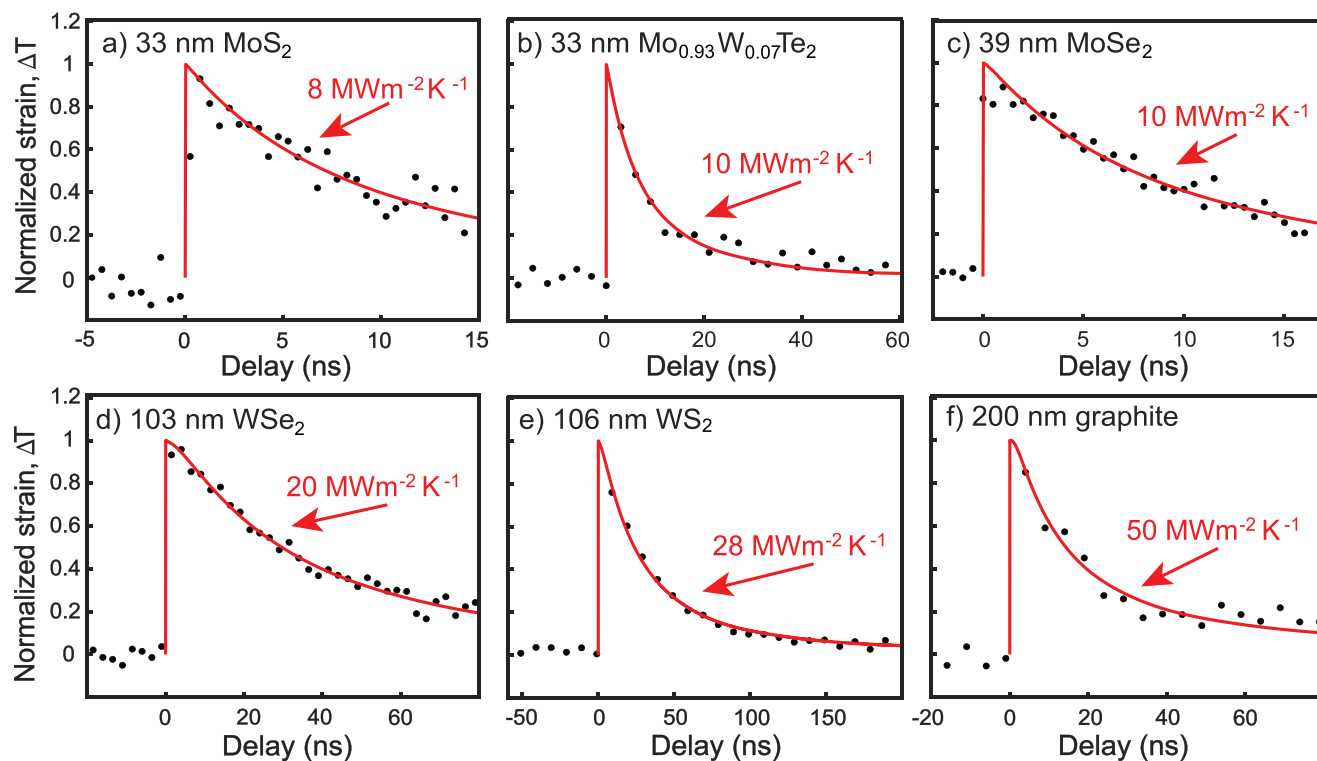 Normalized strain, ΔT
1.2
1
0.8
0.6
0.4
0.2
0
a) 33 nm MoS₂
8 MWm⁻² K⁻¹
-5
0
5
10
15
Delay (ns)
b) 33 nm Mo₀.₉₃W₀.₀₇Te₂
10 MWm⁻² K⁻¹
0
20
40
60
Delay (ns)
c) 39 nm MoSe₂
10 MWm⁻² K⁻¹
0
5
10
15
Delay (ns)
Normalized strain, ΔT
1.2
1
0.8
0.6
0.4
0.2
0
d) 103 nm WSe₂
20 MWm⁻² K⁻¹
0
20
40
60
Delay (ns)
e) 106 nm WS₂
28 MWm⁻² K⁻¹
-50
0
50
100
150
Delay (ns)
f) 200 nm graphite
50 MWm⁻² K⁻¹
-20
0
20
40
60
Delay (ns)